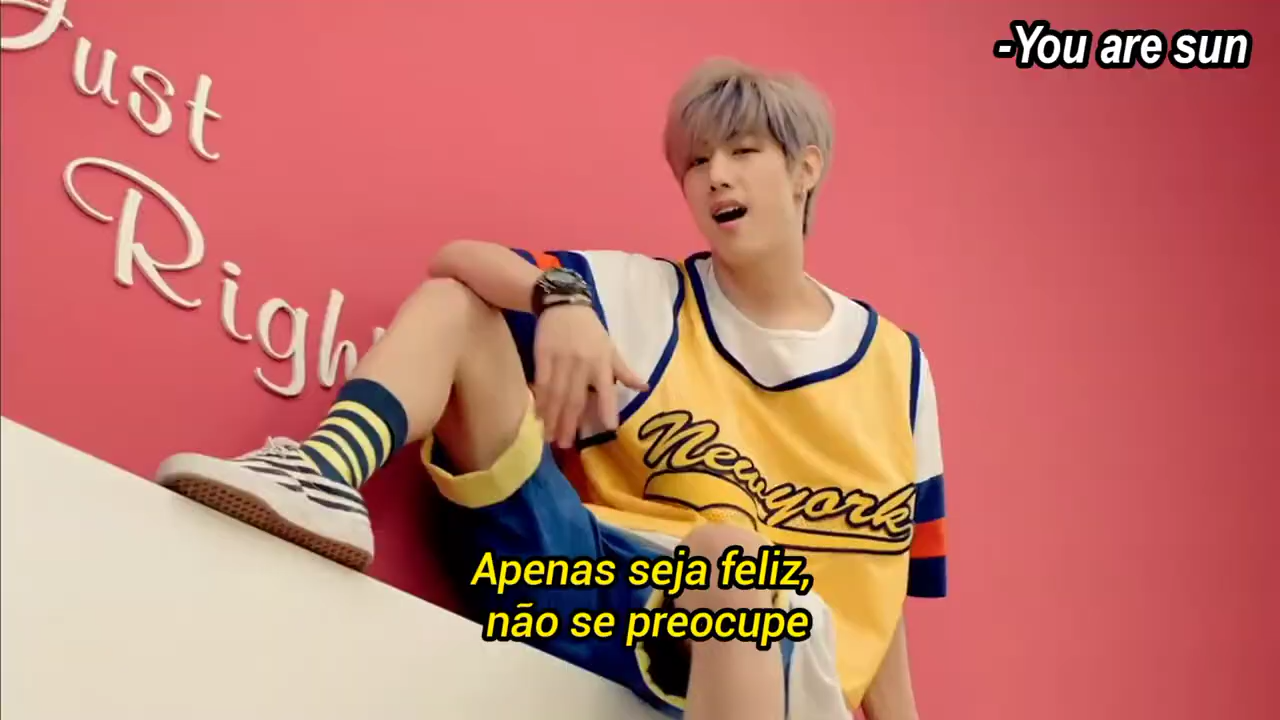 -You are sun
Just
Righ
Newyork
Apenas seja feliz,
não se preocupe